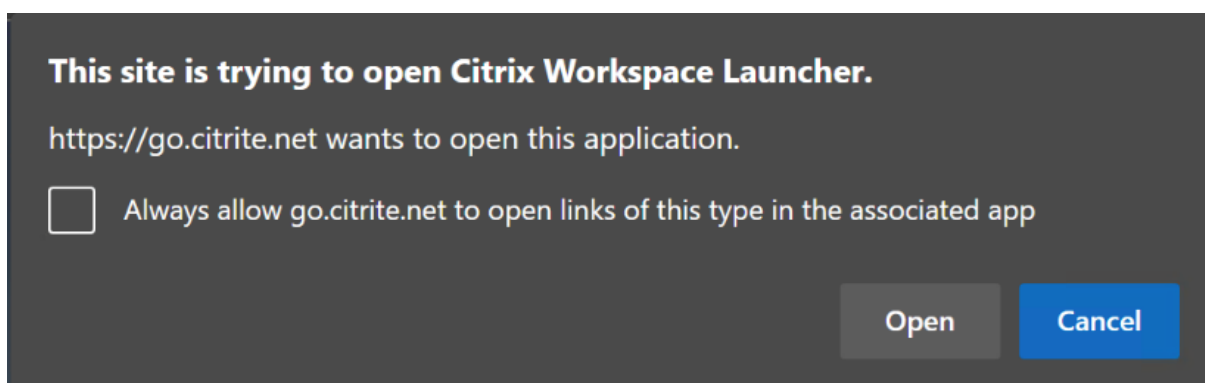 This site is trying to open Citrix Workspace Launcher.
https://go.citrite.net wants to open this application.
Always allow go.citrite.net to open links of this type in the associated app
Open Cancel